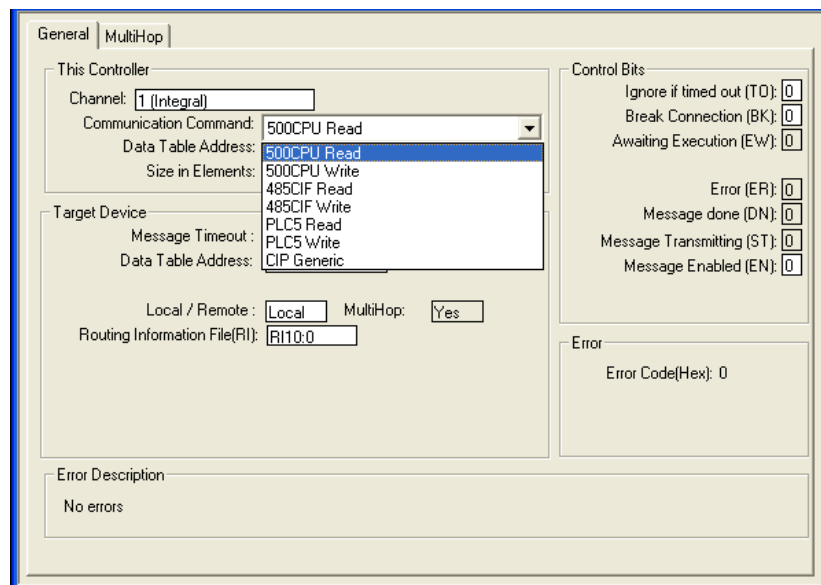 General
MultiHop
This Controller
Channel: 1 (Integral)
Communication Command: 500CPU Read
Data Table Address:
Size in Elements:
500CPU Read
500CPU Write
485CIF Read
485CIF Write
PLC5 Read
PLC5 Write
CIP Generic
Target Device
Message Timeout :
Data Table Address:
Local / Remote : Local MultiHop: Yes
Routing Information File(RI): RI10:0
Control Bits
Ignore if timed out (TO): 0
Break Connection (BK): 0
Awaiting Execution (EW): 0
Error (ER): 0
Message done (DN): 0
Message Transmitting (ST): 0
Message Enabled (EN): 0
Error
Error Code(Hex): 0
Error Description
No errors